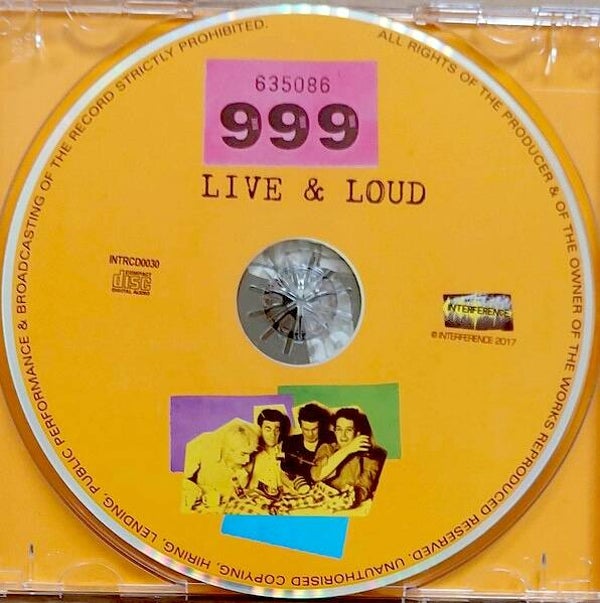 635086
999
LIVE & LOUD
INTRCD0030
COMPACT
disc
DIGITAL AUDIO
INTERFERENCE
© INTERFERENCE 2017
ALL RIGHTS OF THE PRODUCER & OF THE OWNER OF THE WORKS REPRODUCED RESERVED. UNAUTHORISED COPYING, HIRING, LENDING, PUBLIC PERFORMANCE & BROADCASTING OF THE RECORD STRICTLY PROHIBITED.